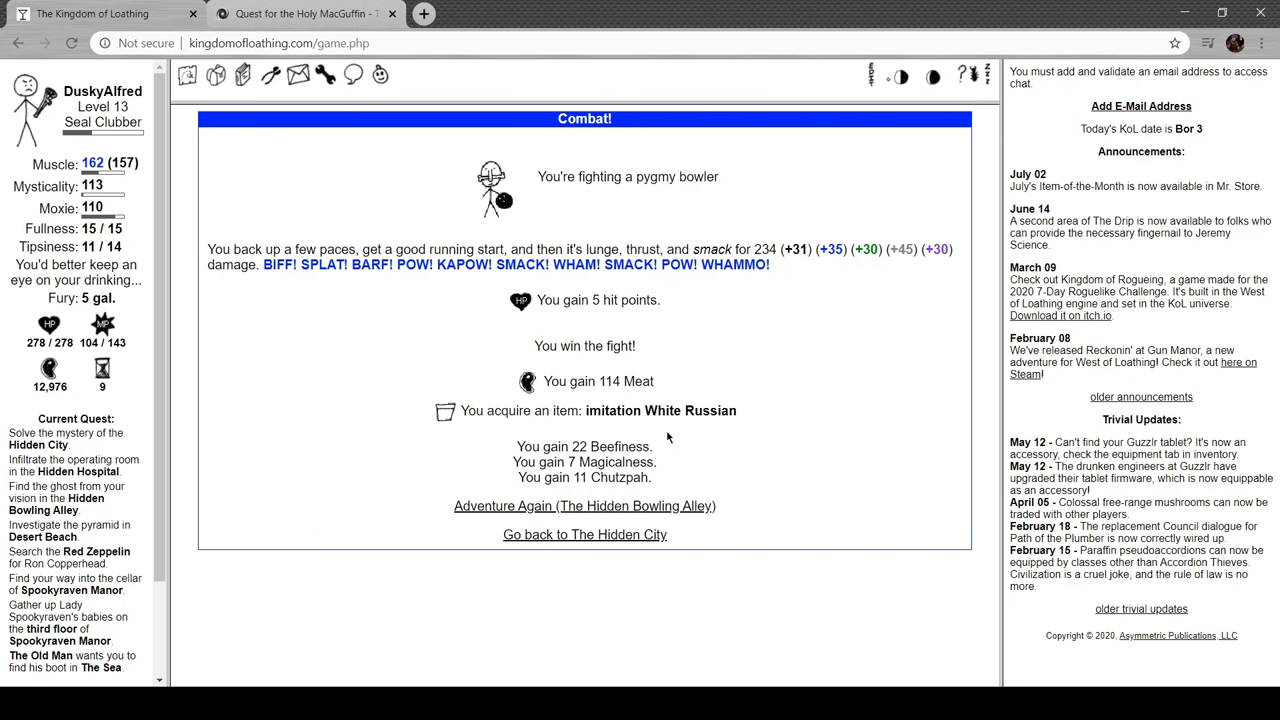 The Kingdom of Loathing
Quest for the Holy MacGuffin - T
Not secure | kingdomofloathing.com/game.php
DuskyAlfred
Level 13
Seal Clubber
Muscle: 162 (157)
Mysticality: 113
Moxie: 110
Fullness: 15 / 15
Tipsiness: 11 / 14
You'd better keep an
eye on your drinking...
Fury: 5 gal.
HP MP
278 / 278 104 / 143
12,976 9
Current Quest:
Solve the mystery of the
Hidden City.
Infiltrate the operating room
in the Hidden Hospital.
Find the ghost from your
vision in the Hidden
Bowling Alley.
Investigate the pyramid in
Desert Beach.
Search the Red Zeppelin
for Ron Copperhead.
Find your way into the cellar
of Spookyraven Manor.
Gather up Lady
Spookyraven's babies on
the third floor of
Spookyraven Manor.
The Old Man wants you to
find his boot in The Sea.
Combat!
You're fighting a pygmy bowler
You back up a few paces, get a good running start, and then it's lunge, thrust, and smack for 234 (+31) (+35) (+30) (+45) (+30)
damage. BIFF! SPLAT! BARF! POW! KAPOW! SMACK! WHAM! SMACK! POW! WHAMMO!
HP You gain 5 hit points.
You win the fight!
You gain 114 Meat
You acquire an item: imitation White Russian
You gain 22 Beefiness.
You gain 7 Magicalness.
You gain 11 Chutzpah.
Adventure Again (The Hidden Bowling Alley)
Go back to The Hidden City
You must add and validate an email address to access
chat.
Add E-Mail Address
Today's KoL date is Bor 3
Announcements:
July 02
July's Item-of-the-Month is now available in Mr. Store.
June 14
A second area of The Drip is now available to folks who
can provide the necessary fingernail to Jeremy
Science.
March 09
Check out Kingdom of Rogueing, a game made for the
2020 7-Day Roguelike Challenge. It's built in the West
of Loathing engine and set in the KoL universe.
Download it on itch.io.
February 08
We've released Reckonin' at Gun Manor, a new
adventure for West of Loathing! Check it out here on
Steam!
older announcements
Trivial Updates:
May 12 - Can't find your Guzzlr tablet? It's now an
accessory, check the equipment tab in inventory.
May 12 - The drunken engineers at Guzzlr have
upgraded their tablet firmware, which is now equippable
as an accessory!
April 05 - Colossal free-range mushrooms can now be
traded with other players.
February 18 - The replacement Council dialogue for
Path of the Plumber is now correctly wired up.
February 15 - Paraffin pseudoaccordions can now be
equipped by classes other than Accordion Thieves.
Civilization is a cruel joke, and the rule of law is no
more.
older trivial updates
Copyright © 2020, Asymmetric Publications, LLC